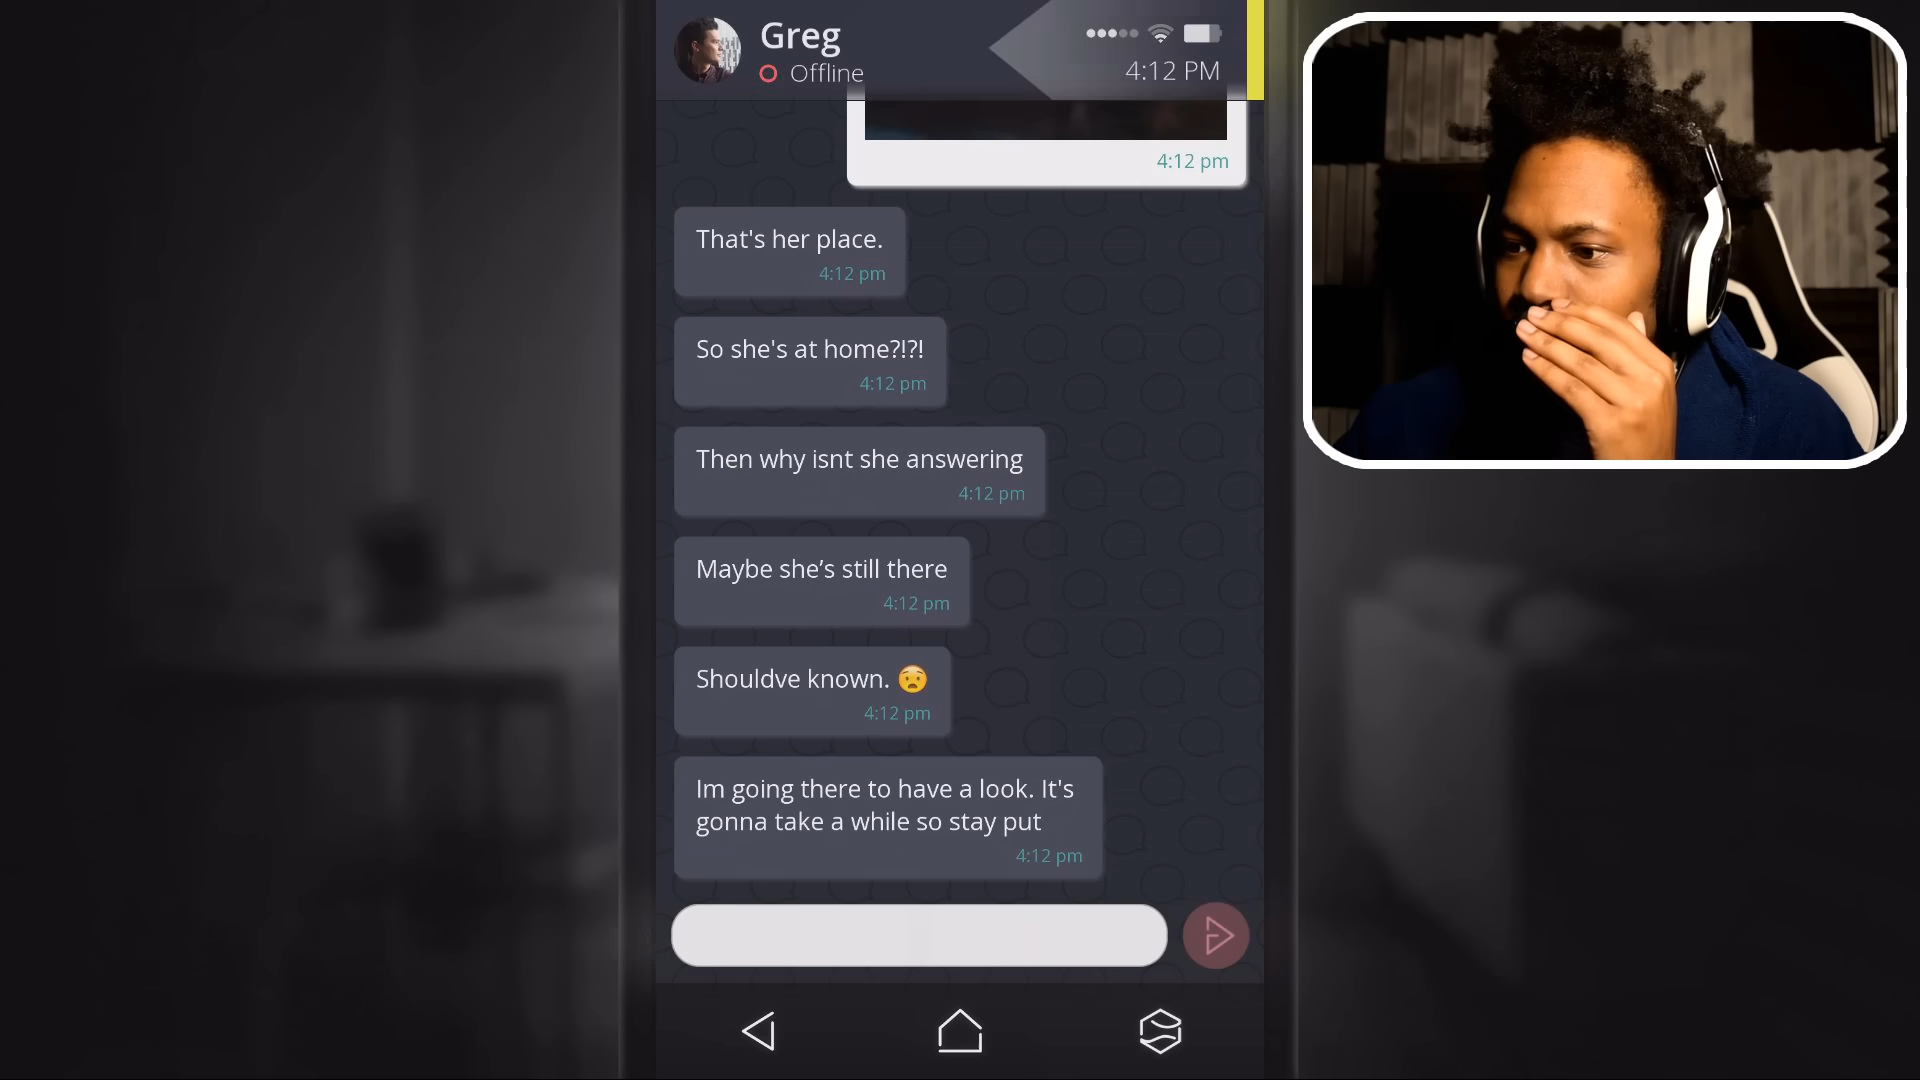 Greg
Offline
4:12 PM
4:12 pm
That's her place.
4:12 pm
So she's at home?!?!
4:12 pm
Then why isnt she answering
4:12 pm
Maybe she’s still there
4:12 pm
Shouldve known. 😧
4:12 pm
Im going there to have a look. It's
gonna take a while so stay put
4:12 pm